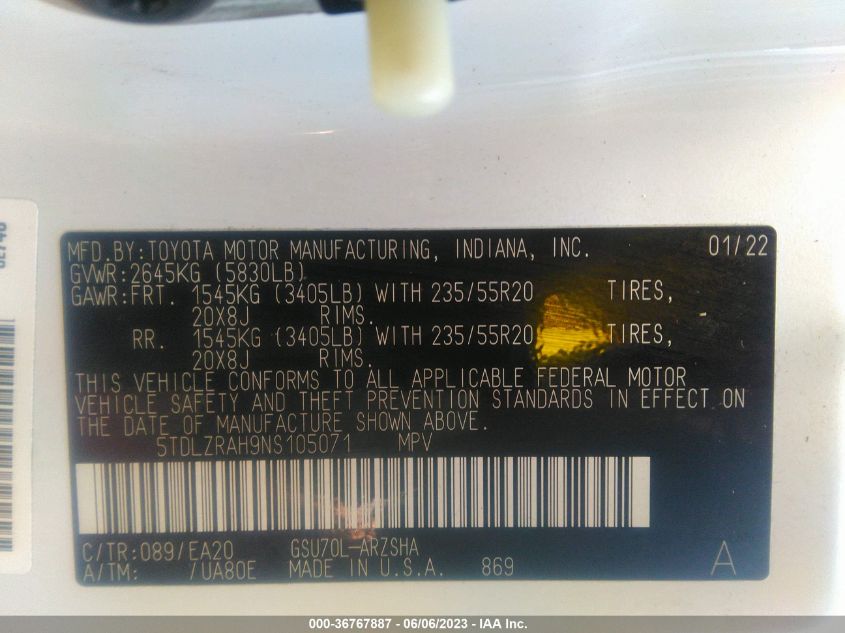 MFD.BY:TOYOTA MOTOR MANUFACTURING, INDIANA, INC. 01/22
GVWR:2645KG (5830LB)
GAWR:FRT. 1545KG (3405LB) WITH 235/55R20 TIRES,
20X8J RIMS.
RR. 1545KG (3405LB) WITH 235/55R20 TIRES,
20X8J RIMS.
THIS VEHICLE CONFORMS TO ALL APPLICABLE FEDERAL MOTOR
VEHICLE SAFETY AND THEFT PREVENTION STANDARDS IN EFFECT ON
THE DATE OF MANUFACTURE SHOWN ABOVE.
5TDLZRAH9NS105071 MPV
C/TR:089/EA20 GSU70L-ARZSHA
A/TM: /UA80E MADE IN U.S.A. 869 A
000-36767887 - 06/06/2023 - IAA Inc.